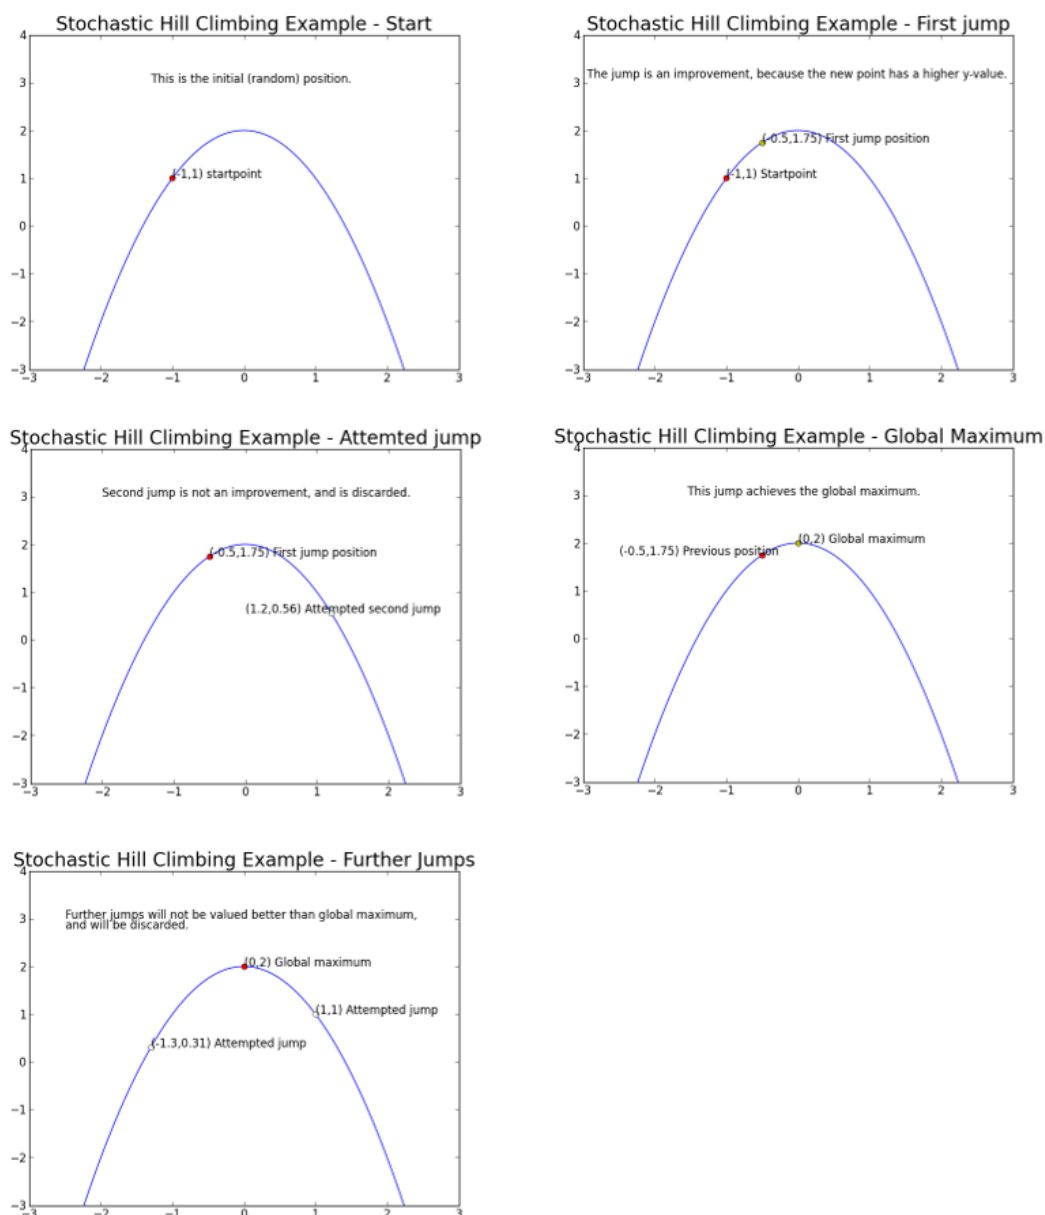 Stochastic Hill Climbing Example - Start
4
This is the initial (random) position.
3
2
(-1,1) startpoint
1
0
−1
−2
−3
−3 −2 −1 0 1 2 3
Stochastic Hill Climbing Example - First jump
4
The jump is an improvement, because the new point has a higher y-value.
3
2
(-0.5,1.75) First jump position
(-1,1) Startpoint
1
0
−1
−2
−3
−3 −2 −1 0 1 2 3
Stochastic Hill Climbing Example - Attemted jump
4
Second jump is not an improvement, and is discarded.
3
2
(-0.5,1.75) First jump position
1
(1.2,0.56) Attempted second jump
0
−1
−2
−3
−3 −2 −1 0 1 2 3
Stochastic Hill Climbing Example - Global Maximum
4
This jump achieves the global maximum.
3
2
(0,2) Global maximum
(-0.5,1.75) Previous position
1
0
−1
−2
−3
−3 −2 −1 0 1 2 3
Stochastic Hill Climbing Example - Further Jumps
4
Further jumps will not be valued better than global maximum,
and will be discarded.
3
2
(0,2) Global maximum
(1,1) Attempted jump
1
(-1.3,0.31) Attempted jump
0
−1
−2
−3
−3 −2 −1 0 1 2 3